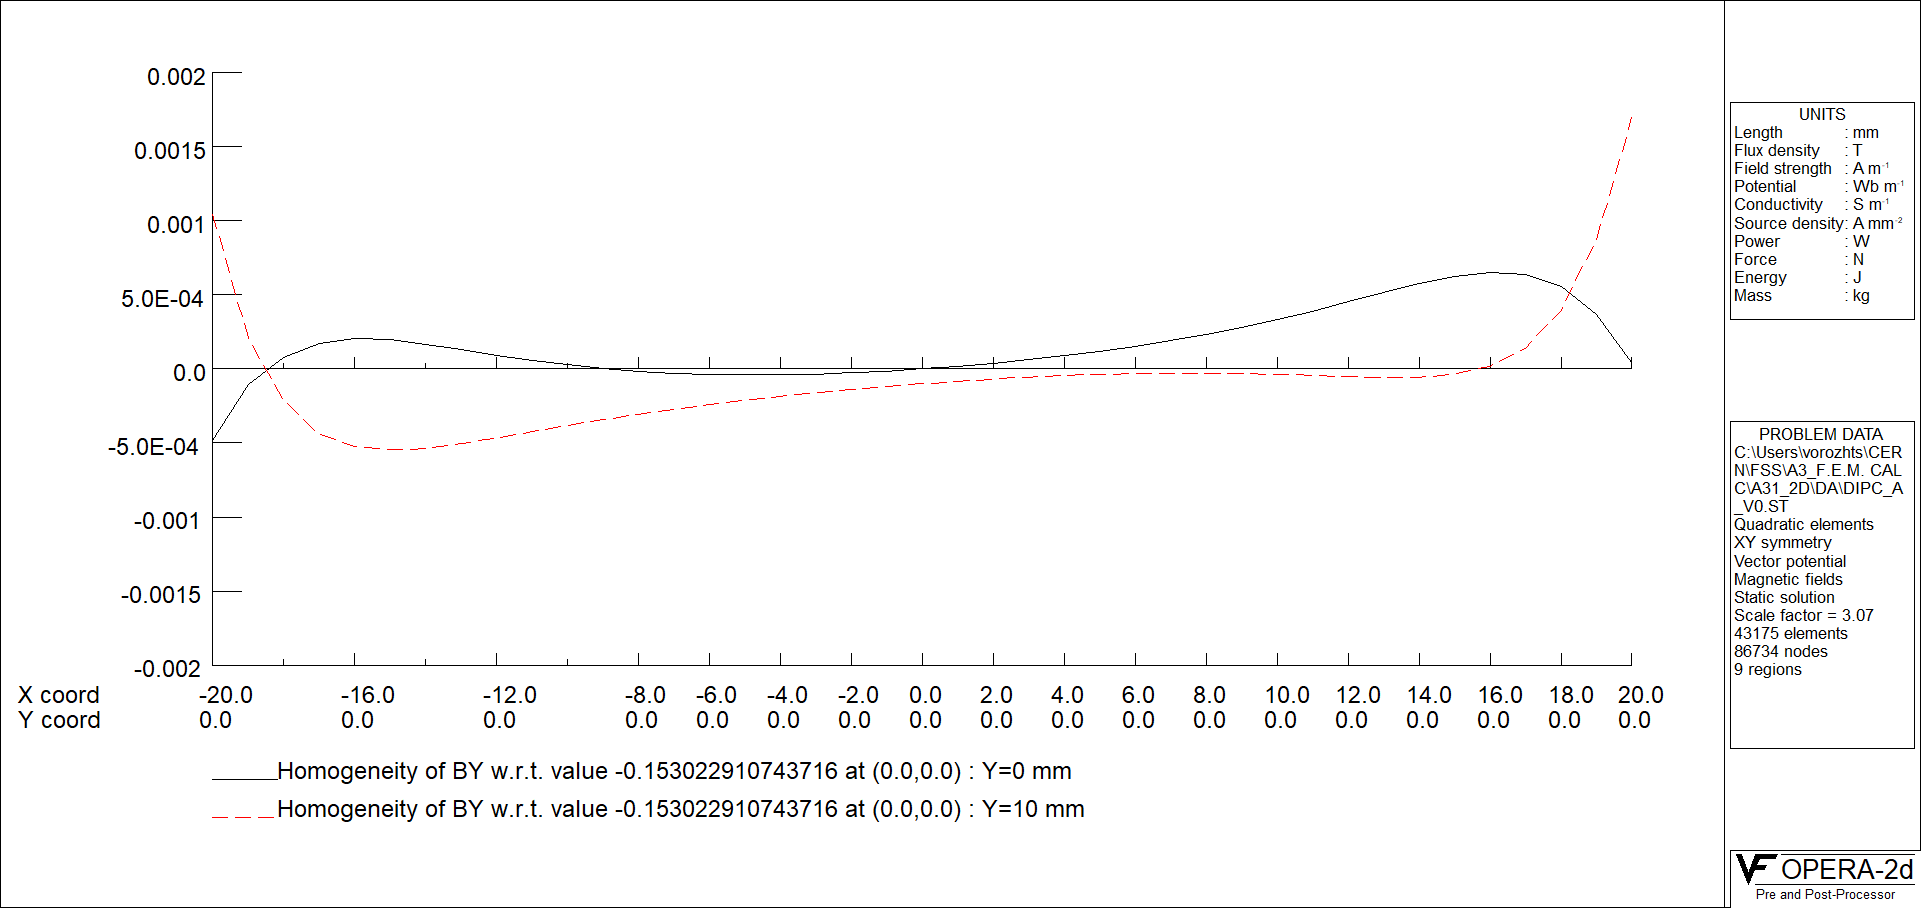 0.002
0.0015
0.001
5.0E-04
0.0
-5.0E-04
-0.001
-0.0015
-0.002
X coord -20.0 -16.0 -12.0 -8.0 -6.0 -4.0 -2.0 0.0 2.0 4.0 6.0 8.0 10.0 12.0 14.0 16.0 18.0 20.0
Y coord 0.0 0.0 0.0 0.0 0.0 0.0 0.0 0.0 0.0 0.0 0.0 0.0 0.0 0.0 0.0 0.0 0.0 0.0
Homogeneity of BY w.r.t. value -0.153022910743716 at (0.0,0.0) : Y=0 mm
Homogeneity of BY w.r.t. value -0.153022910743716 at (0.0,0.0) : Y=10 mm
UNITS
Length : mm
Flux density : T
Field strength : A m⁻¹
Potential : Wb m⁻¹
Conductivity : S m⁻¹
Source density: A mm⁻²
Power : W
Force : N
Energy : J
Mass : kg
PROBLEM DATA
C:\Users\vorozhts\CER
N\FSS\A3_F.E.M. CAL
C\A31_2D\DA\DIPC_A
_V0.ST
Quadratic elements
XY symmetry
Vector potential
Magnetic fields
Static solution
Scale factor = 3.07
43175 elements
86734 nodes
9 regions
VF OPERA-2d
Pre and Post-Processor